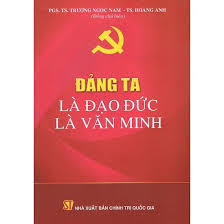 PGS. TS. TRƯƠNG NGỌC NAM - TS. HOÀNG ANH
(Đồng chủ biên)
ĐẢNG TA
LÀ ĐẠO ĐỨC
LÀ VĂN MINH
ST NHÀ XUẤT BẢN CHÍNH TRỊ QUỐC GIA